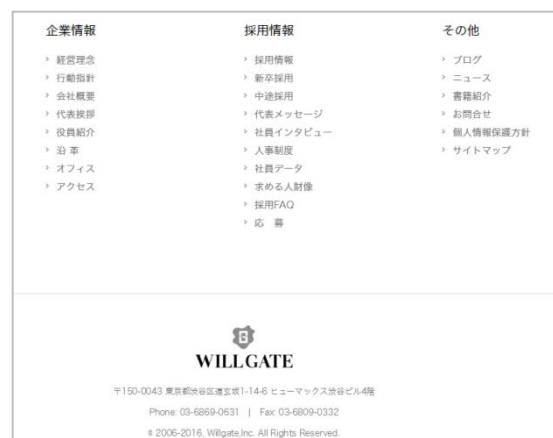 企業情報
› 経営理念
› 行動指針
› 会社概要
› 代表挨拶
› 役員紹介
› 沿 革
› オフィス
› アクセス
採用情報
› 採用情報
› 新卒採用
› 中途採用
› 代表メッセージ
› 社員インタビュー
› 人事制度
› 社員データ
› 求める人財像
› 採用FAQ
› 応　募
その他
› ブログ
› ニュース
› 書籍紹介
› お問合せ
› 個人情報保護方針
› サイトマップ
WILLGATE
〒150-0043 東京都渋谷区道玄坂1-14-6 ヒューマックス渋谷ビル4階
Phone: 03-6869-0631 | Fax: 03-6809-0332
© 2006-2016, Willgate,Inc. All Rights Reserved.